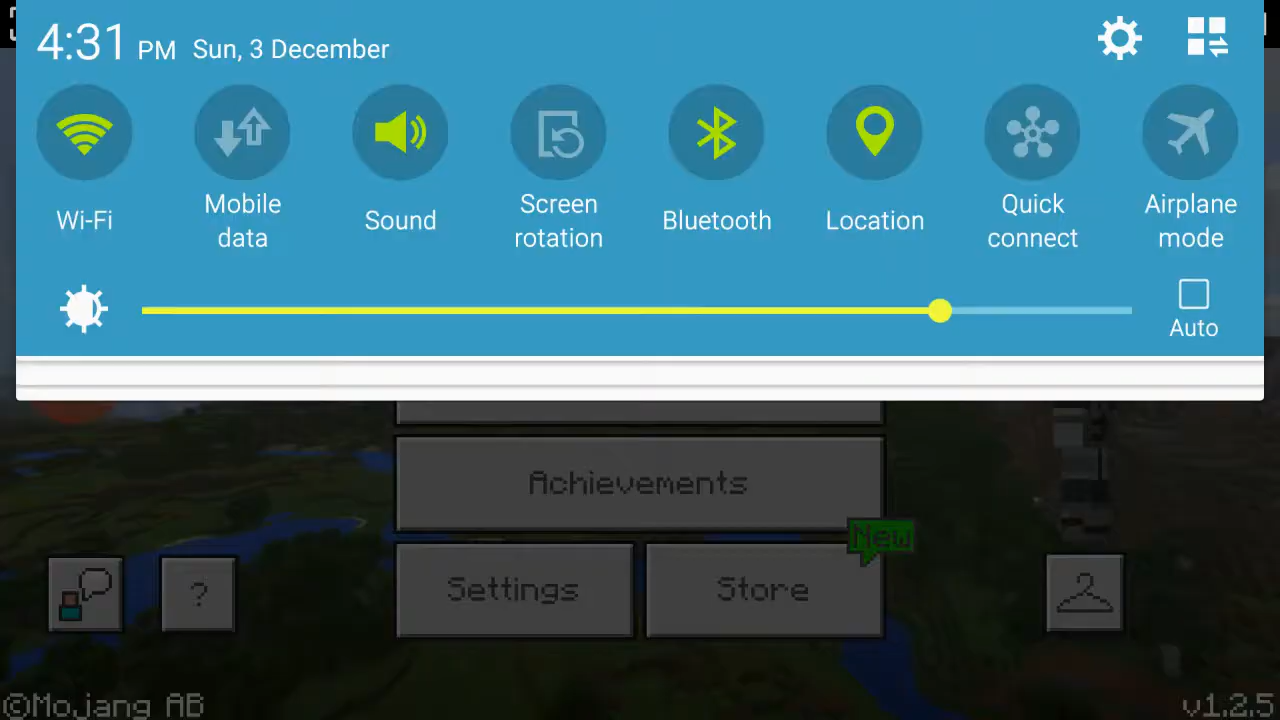 4:31 PM Sun, 3 December
Wi-Fi
Mobile data
Sound
Screen rotation
Bluetooth
Location
Quick connect
Airplane mode
Auto
Achievements
New
Settings
Store
?
©Mojang AB
v1.2.5